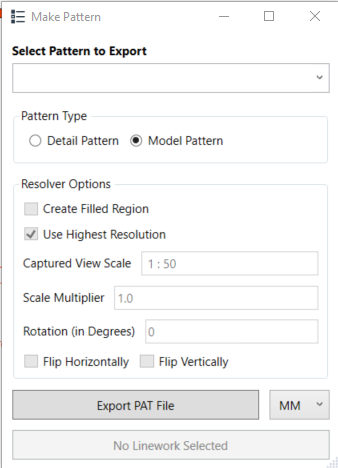 Make Pattern
Select Pattern to Export
Pattern Type
Detail Pattern Model Pattern
Resolver Options
Create Filled Region
Use Highest Resolution
Captured View Scale 1 : 50
Scale Multiplier 1.0
Rotation (in Degrees) 0
Flip Horizontally Flip Vertically
Export PAT File MM
No Linework Selected